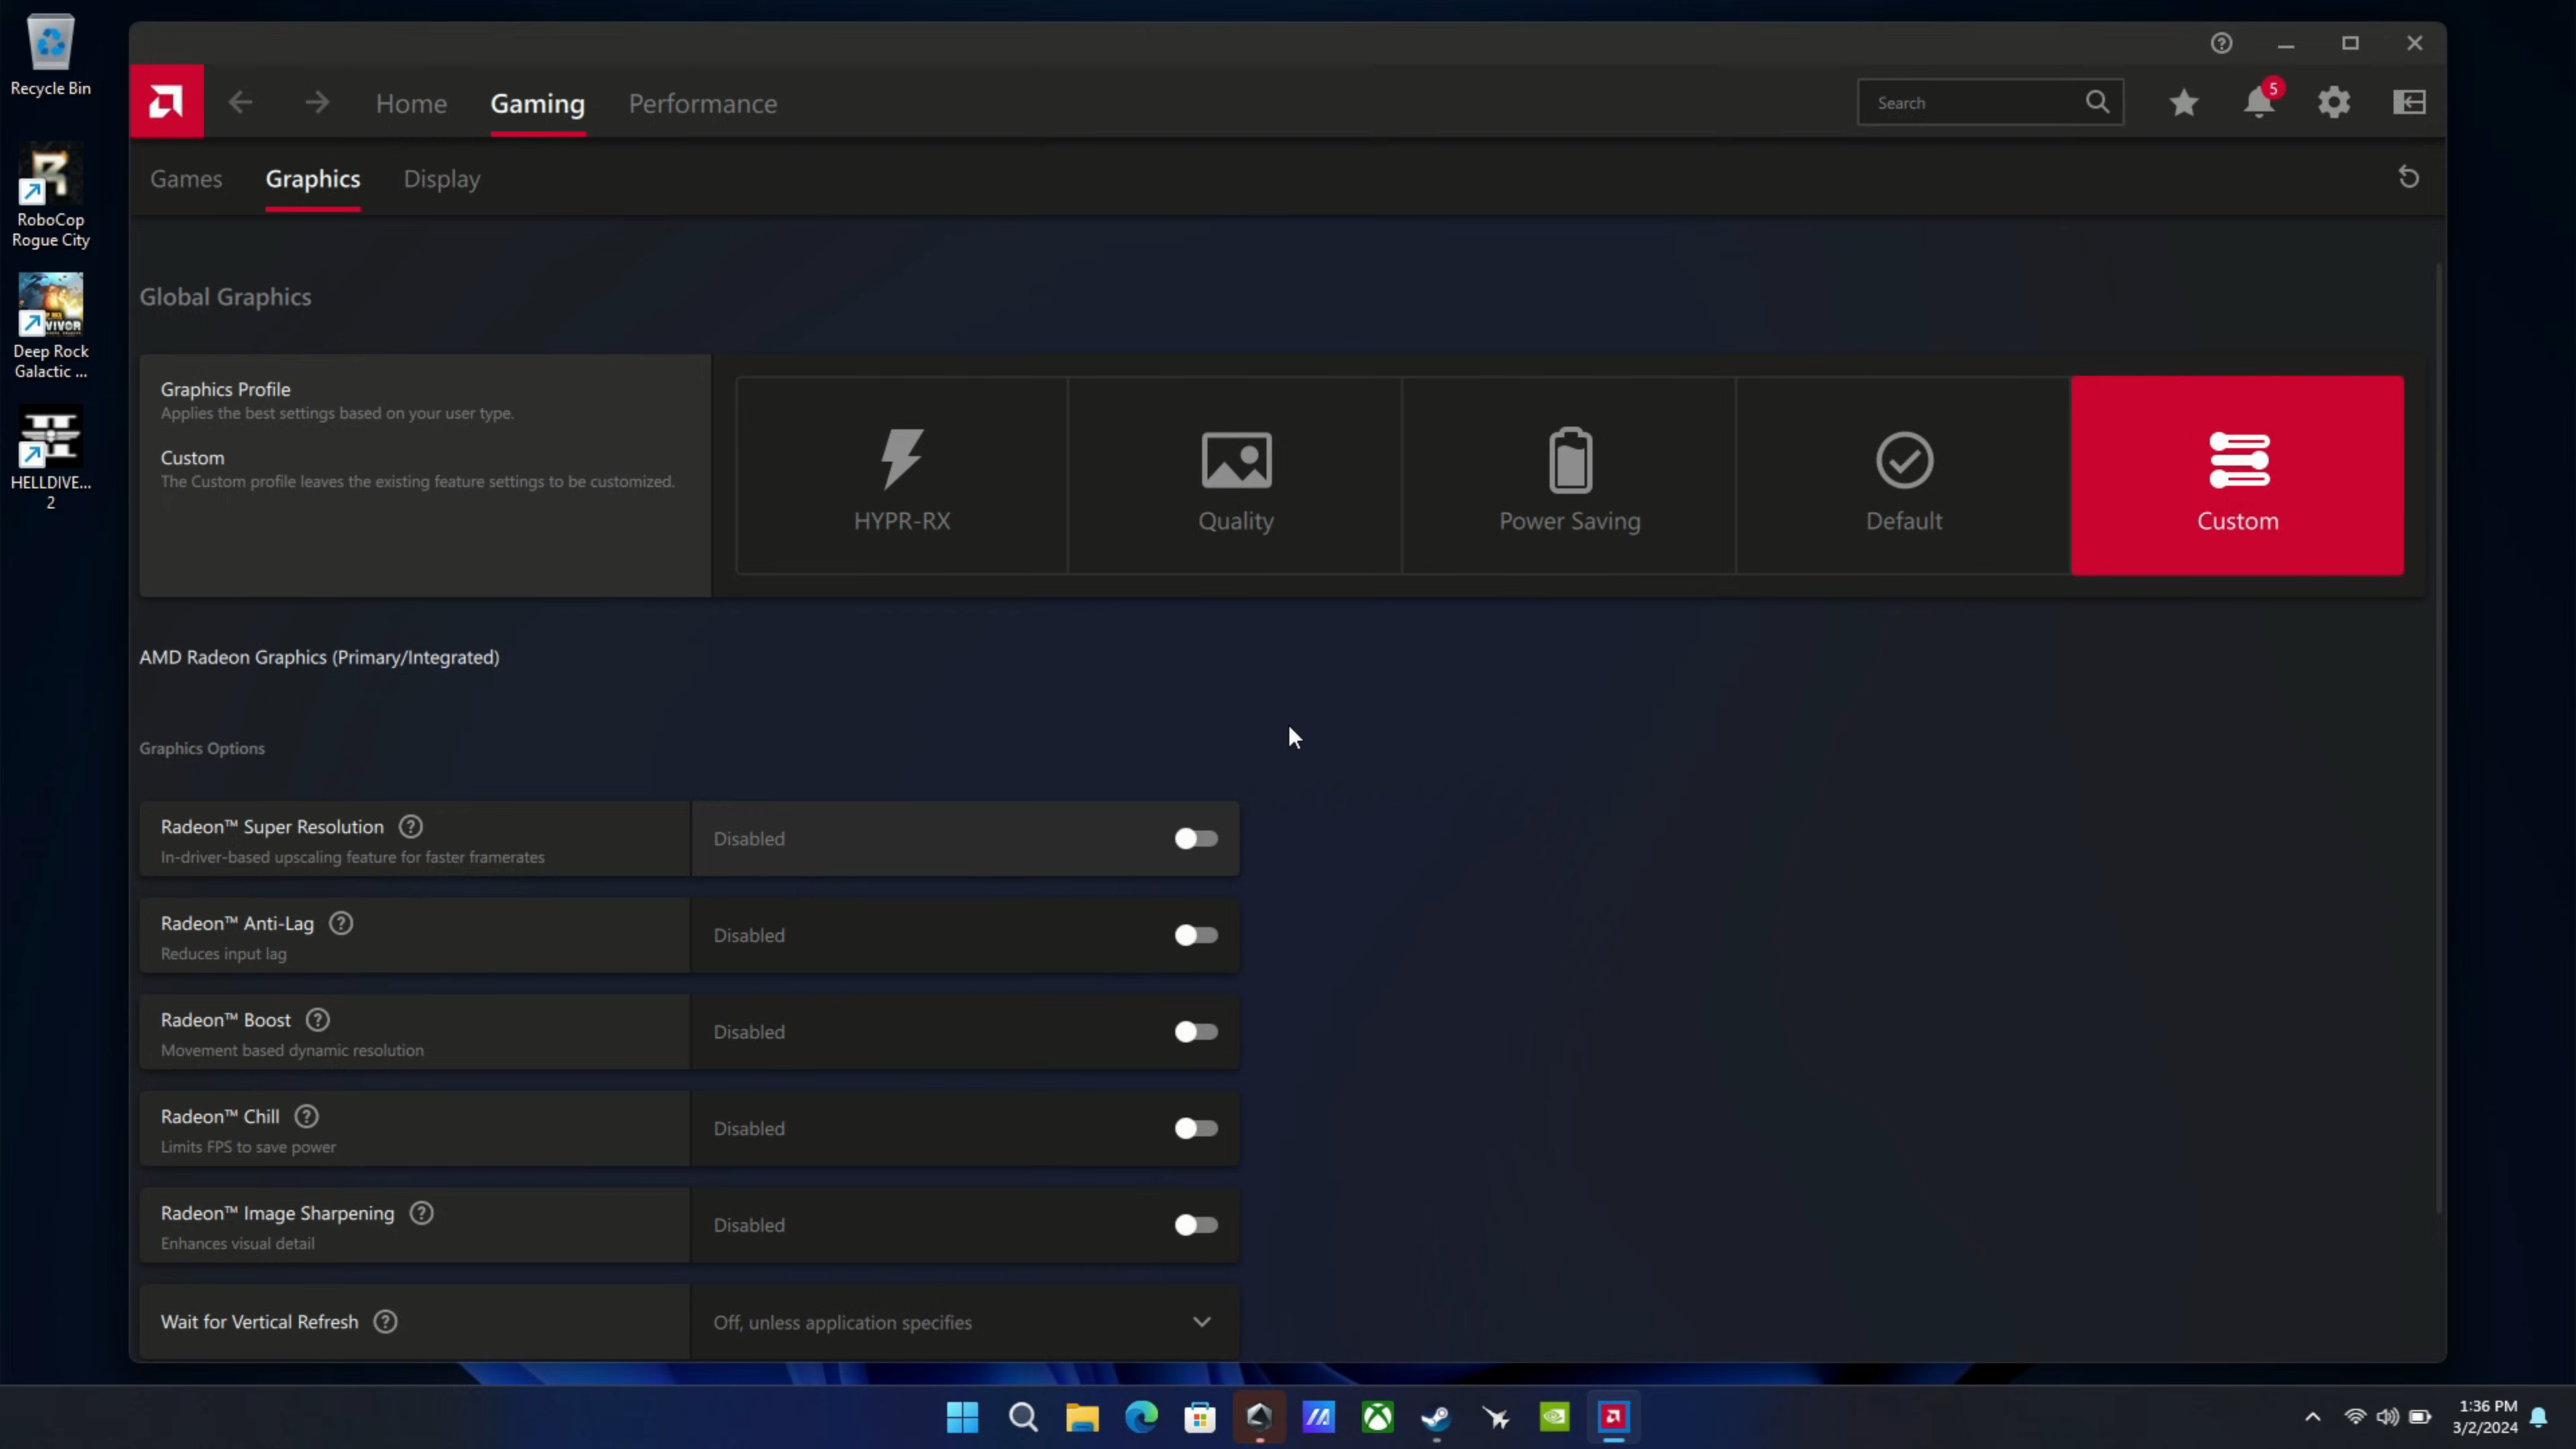 Recycle Bin
RoboCop
Rogue City
VIVOR
Deep Rock
Galactic ...
HELLDIVE...
2
Home
Gaming
Performance
Search
5
Games
Graphics
Display
Global Graphics
Graphics Profile
Applies the best settings based on your user type.
Custom
The Custom profile leaves the existing feature settings to be customized.
HYPR-RX
Quality
Power Saving
Default
Custom
AMD Radeon Graphics (Primary/Integrated)
Graphics Options
Radeon™ Super Resolution
In-driver-based upscaling feature for faster framerates
Disabled
Radeon™ Anti-Lag
Reduces input lag
Disabled
Radeon™ Boost
Movement based dynamic resolution
Disabled
Radeon™ Chill
Limits FPS to save power
Disabled
Radeon™ Image Sharpening
Enhances visual detail
Disabled
Wait for Vertical Refresh
Off, unless application specifies
1:36 PM
3/2/2024